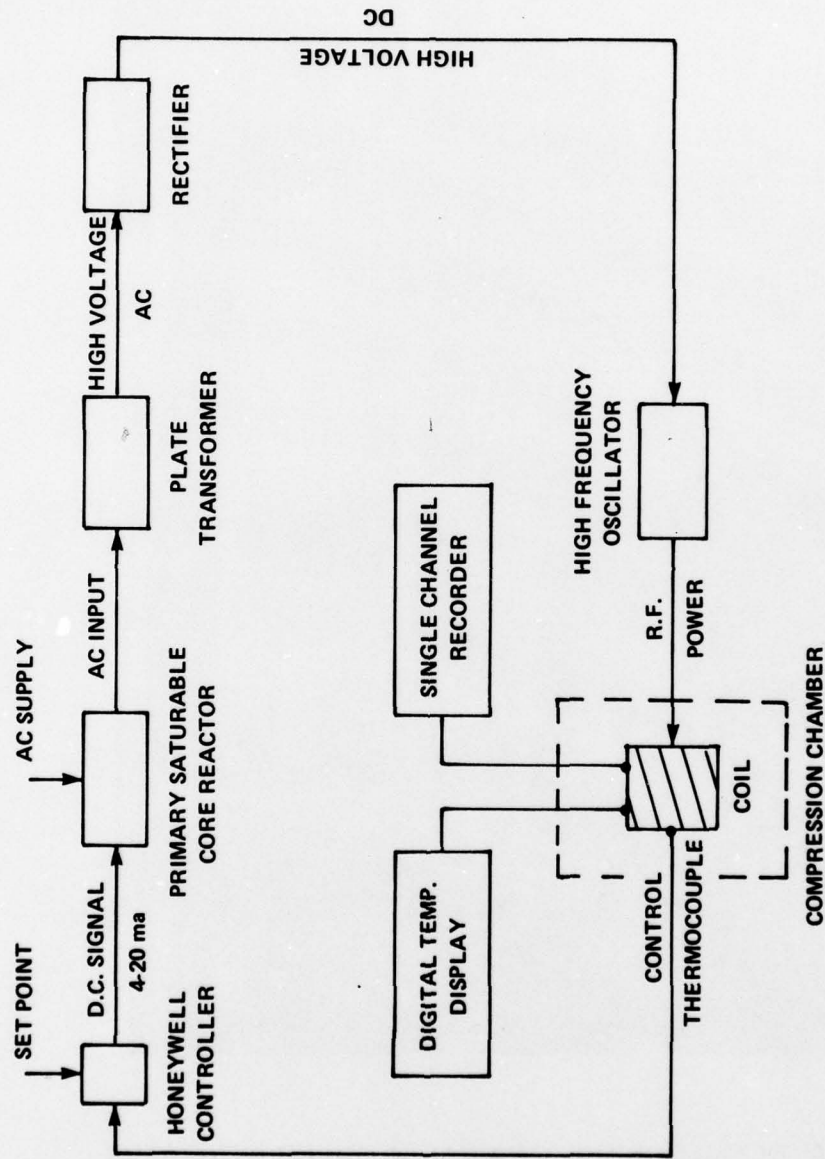 SET POINT
AC SUPPLY
D.C. SIGNAL
4-20 ma
AC INPUT
HIGH VOLTAGE
AC
HIGH VOLTAGE
DC
HONEYWELL
CONTROLLER
PRIMARY SATURABLE
CORE REACTOR
PLATE
TRANSFORMER
RECTIFIER
DIGITAL TEMP.
DISPLAY
SINGLE CHANNEL
RECORDER
HIGH FREQUENCY
OSCILLATOR
CONTROL
THERMOCOUPLE
COIL
R.F.
POWER
COMPRESSION CHAMBER